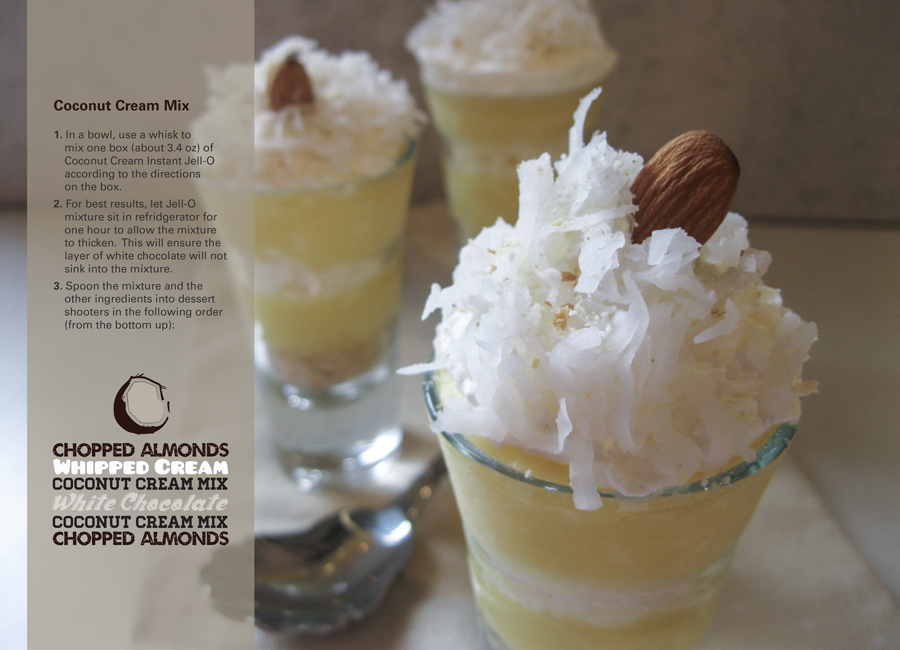 Coconut Cream Mix
1. In a bowl, use a whisk to
mix one box (about 3.4 oz) of
Coconut Cream Instant Jell-O
according to the directions
on the box.
2. For best results, let Jell-O
mixture sit in refridgerator for
one hour to allow the mixture
to thicken. This will ensure the
layer of white chocolate will not
sink into the mixture.
3. Spoon the mixture and the
other ingredients into dessert
shooters in the following order
(from the bottom up):
CHOPPED ALMONDS
WHIPPED CREAM
COCONUT CREAM MIX
White Chocolate
COCONUT CREAM MIX
CHOPPED ALMONDS